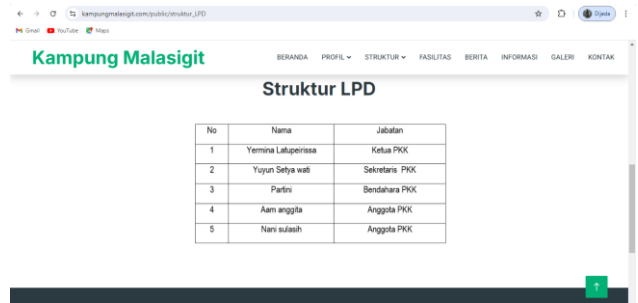 kampungmalasigit.com/public/struktur_LPD
Dijeda
Gmail YouTube Maps
Kampung Malasigit
BERANDA PROFIL STRUKTUR FASILITAS BERITA INFORMASI GALERI KONTAK
Struktur LPD
No Nama Jabatan
1 Yermina Latupeirissa Ketua PKK
2 Yuyun Setya wati Sekretaris PKK
3 Partini Bendahara PKK
4 Aam anggita Anggota PKK
5 Nani sulasih Anggota PKK